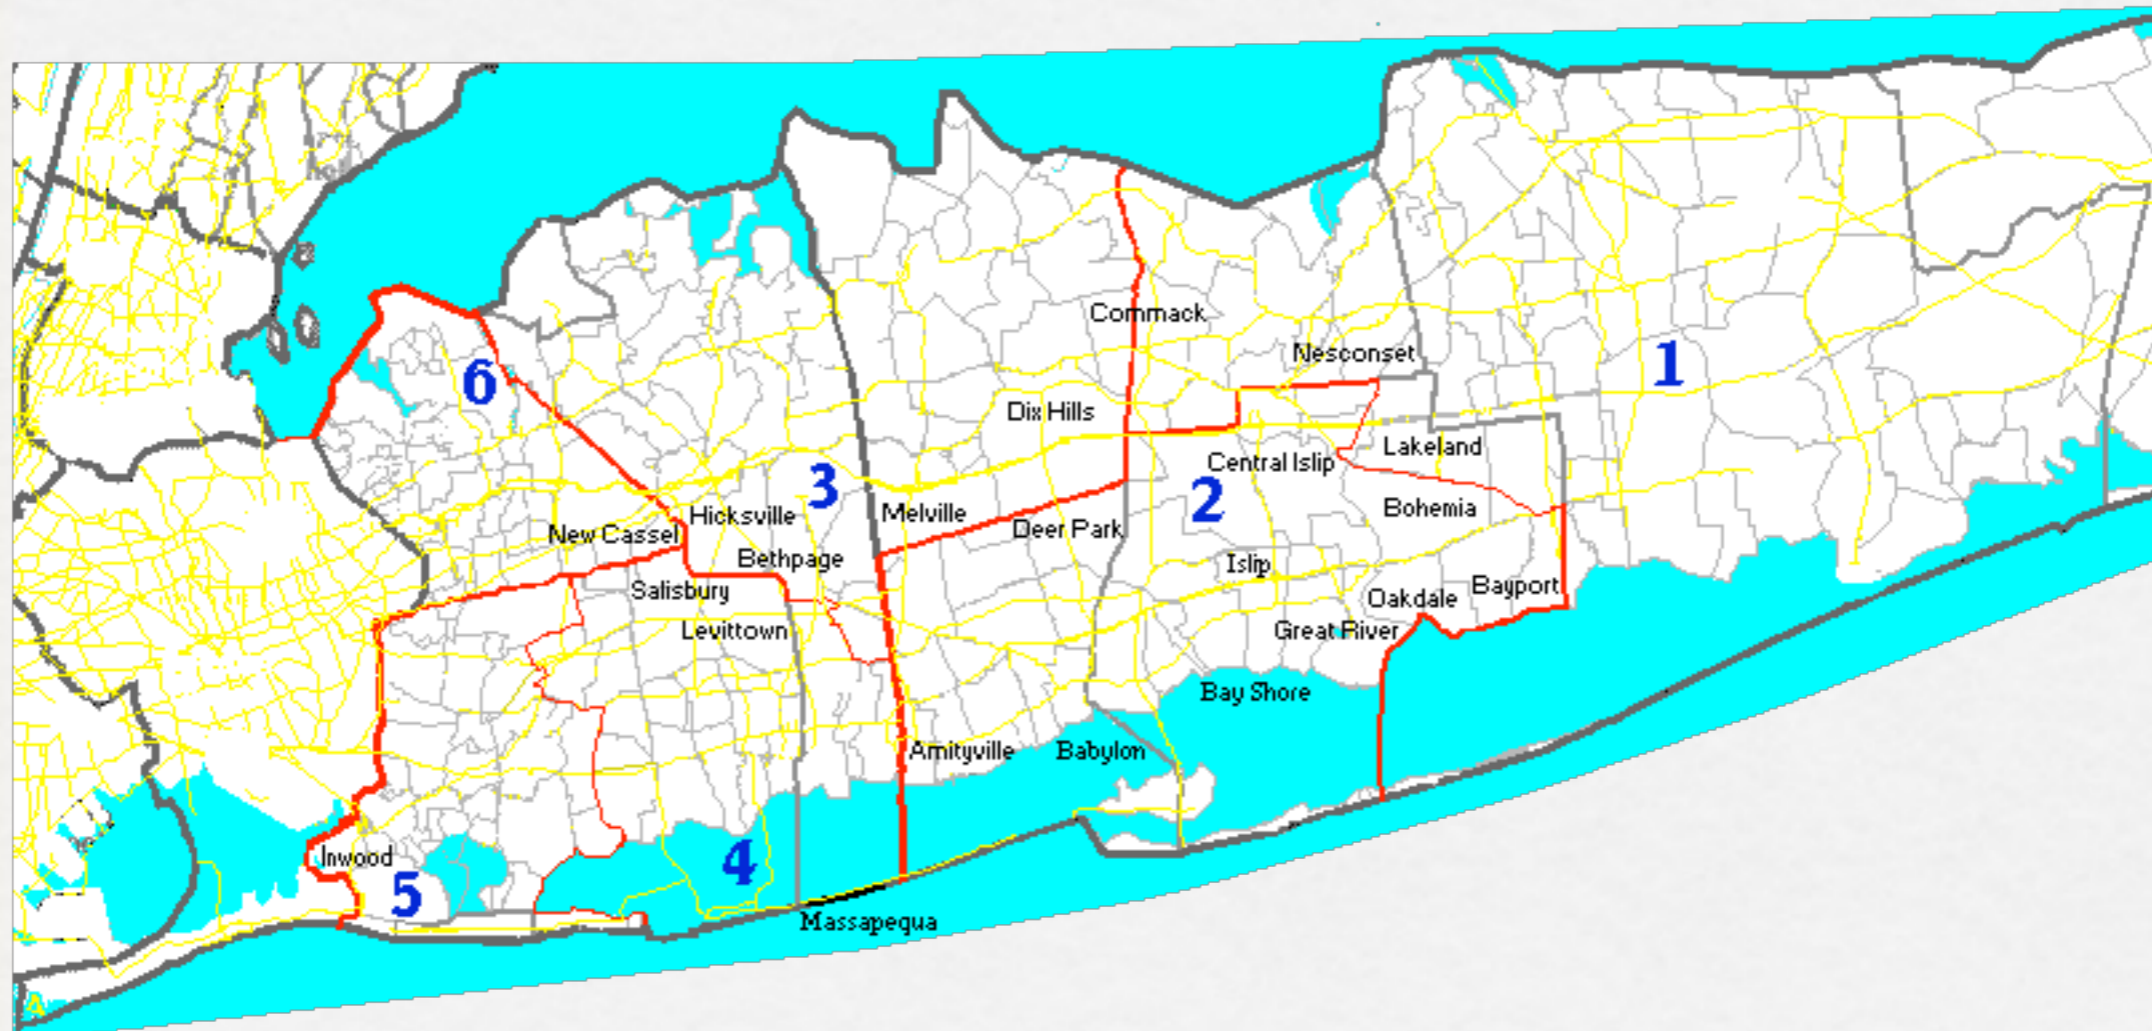 1
Commack
Nesconset
6
Dix Hills
Lakeland
Central Islip
3
2
Hicksville
Melville
Bohemia
New Cassel
Deer Park
Bethpage
Islip
Salisbury
Bayport
Oakdale
Levittown
Great River
Bay Shore
Amityville
Babylon
Inwood
4
5
Massapequa